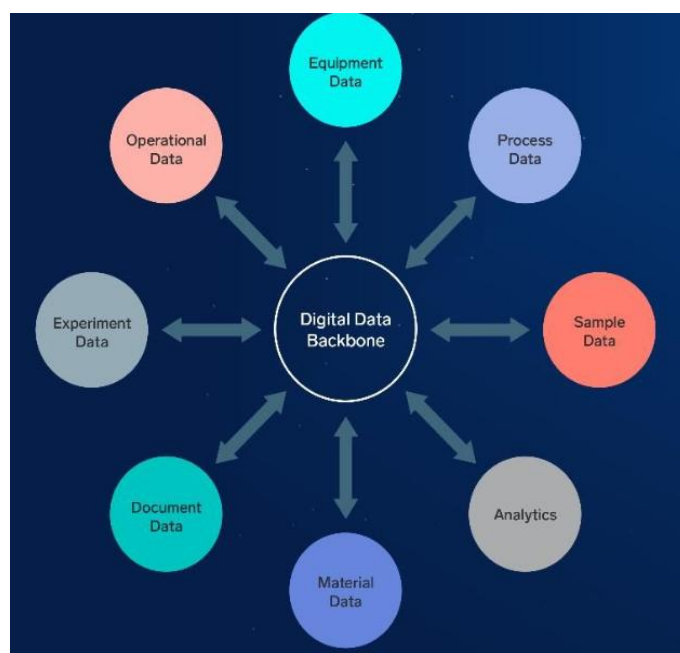 Equipment
Data
Operational
Data
Process
Data
Experiment
Data
Digital Data
Backbone
Sample
Data
Document
Data
Analytics
Material
Data